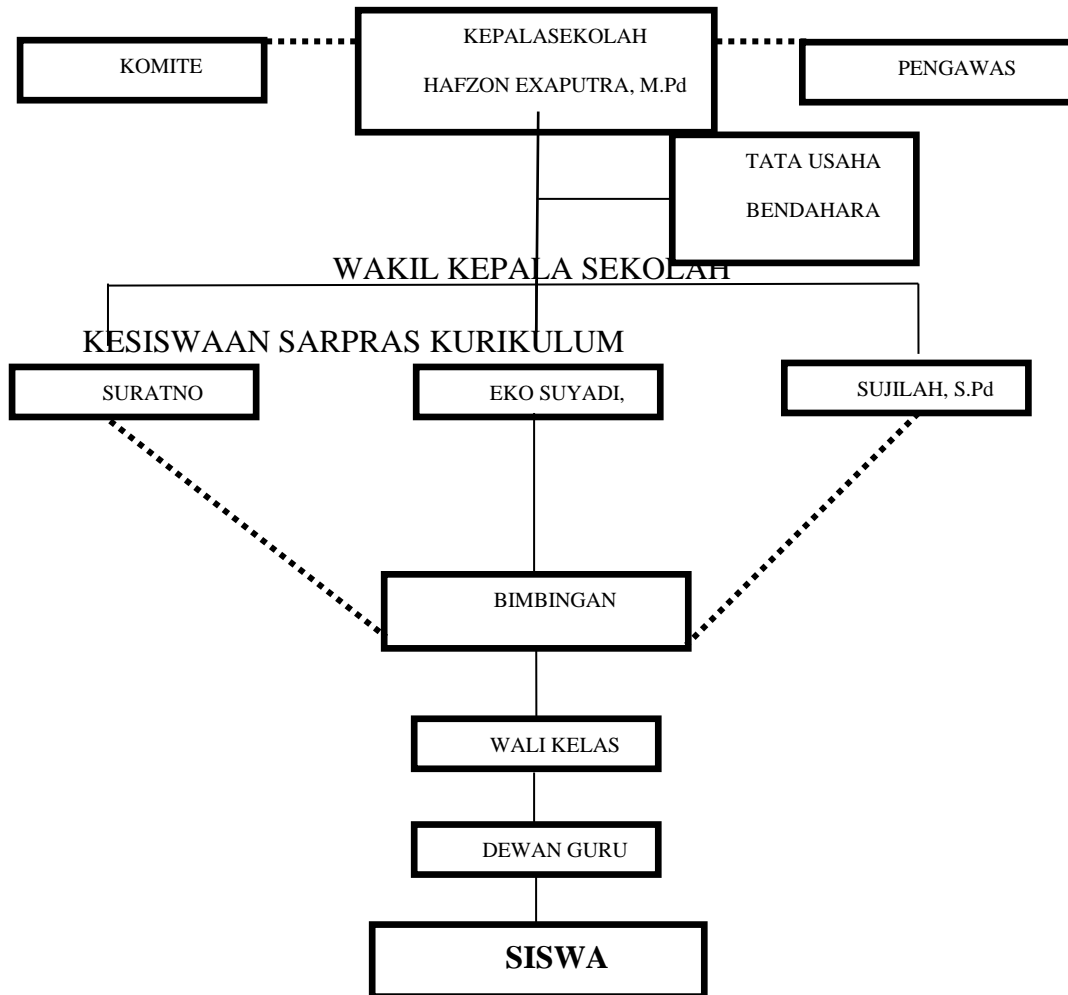 KEPALASEKOLAH
HAFZON EXAPUTRA, M.Pd
KOMITE
PENGAWAS
TATA USAHA
BENDAHARA
WAKIL KEPALA SEKOLAH
KESISWAAN SARPRAS KURIKULUM
SURATNO
EKO SUYADI,
SUJILAH, S.Pd
BIMBINGAN
WALI KELAS
DEWAN GURU
SISWA